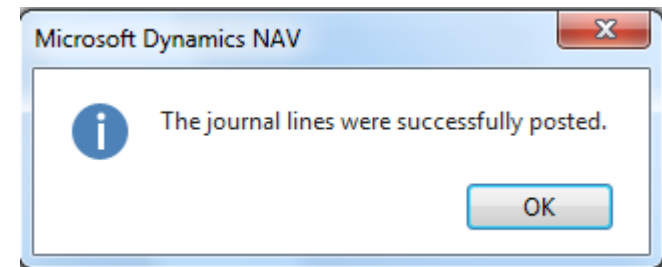 Microsoft Dynamics NAV
The journal lines were successfully posted.
OK